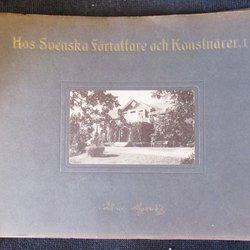 Hos Svenska Författare och Konstnärer. I